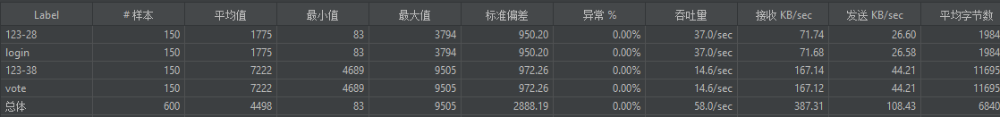 Label # 样本 平均值 最小值 最大值 标准偏差 异常 % 吞吐量 接收 KB/sec 发送 KB/sec 平均字节数
123-28 150 1775 83 3794 950.20 0.00% 37.0/sec 71.74 26.60 1984
login 150 1775 83 3794 950.20 0.00% 37.0/sec 71.68 26.58 1984
123-38 150 7222 4689 9505 972.26 0.00% 14.6/sec 167.14 44.21 11695
vote 150 7222 4689 9505 972.26 0.00% 14.6/sec 167.12 44.21 11695
总体 600 4498 83 9505 2888.19 0.00% 58.0/sec 387.31 108.43 6840